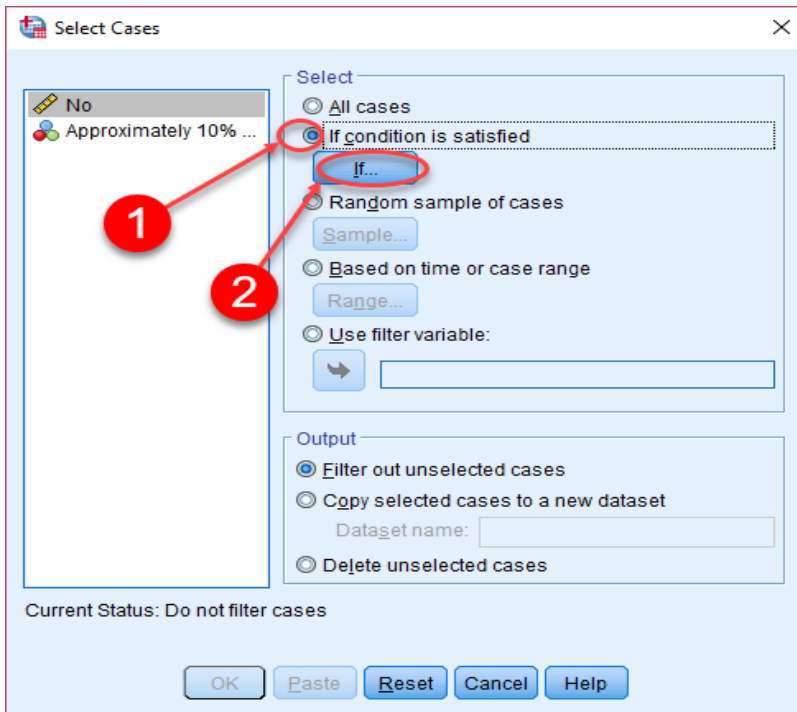 Select Cases
No
Approximately 10% ...
Select
All cases
If condition is satisfied
If...
Random sample of cases
Sample...
Based on time or case range
Range...
Use filter variable:
Output
Filter out unselected cases
Copy selected cases to a new dataset
Dataset name:
Delete unselected cases
1
2
Current Status: Do not filter cases
OK
Paste
Reset
Cancel
Help